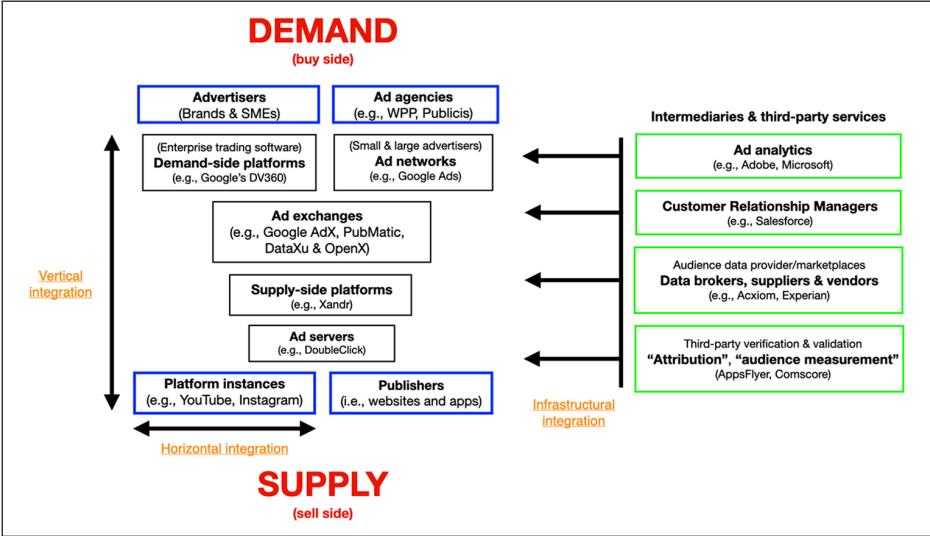 DEMAND
(buy side)
Advertisers
(Brands & SMEs)
Ad agencies
(e.g., WPP, Publicis)
(Enterprise trading software)
Demand-side platforms
(e.g., Google's DV360)
(Small & large advertisers)
Ad networks
(e.g., Google Ads)
Ad exchanges
(e.g., Google AdX, PubMatic,
DataXu & OpenX)
Supply-side platforms
(e.g., Xandr)
Ad servers
(e.g., DoubleClick)
Platform instances
(e.g., YouTube, Instagram)
Publishers
(i.e., websites and apps)
Vertical
integration
Horizontal integration
SUPPLY
(sell side)
Intermediaries & third-party services
Ad analytics
(e.g., Adobe, Microsoft)
Customer Relationship Managers
(e.g., Salesforce)
Audience data provider/marketplaces
Data brokers, suppliers & vendors
(e.g., Acxiom, Experian)
Third-party verification & validation
“Attribution”, “audience measurement”
(AppsFlyer, Comscore)
Infrastructural
integration